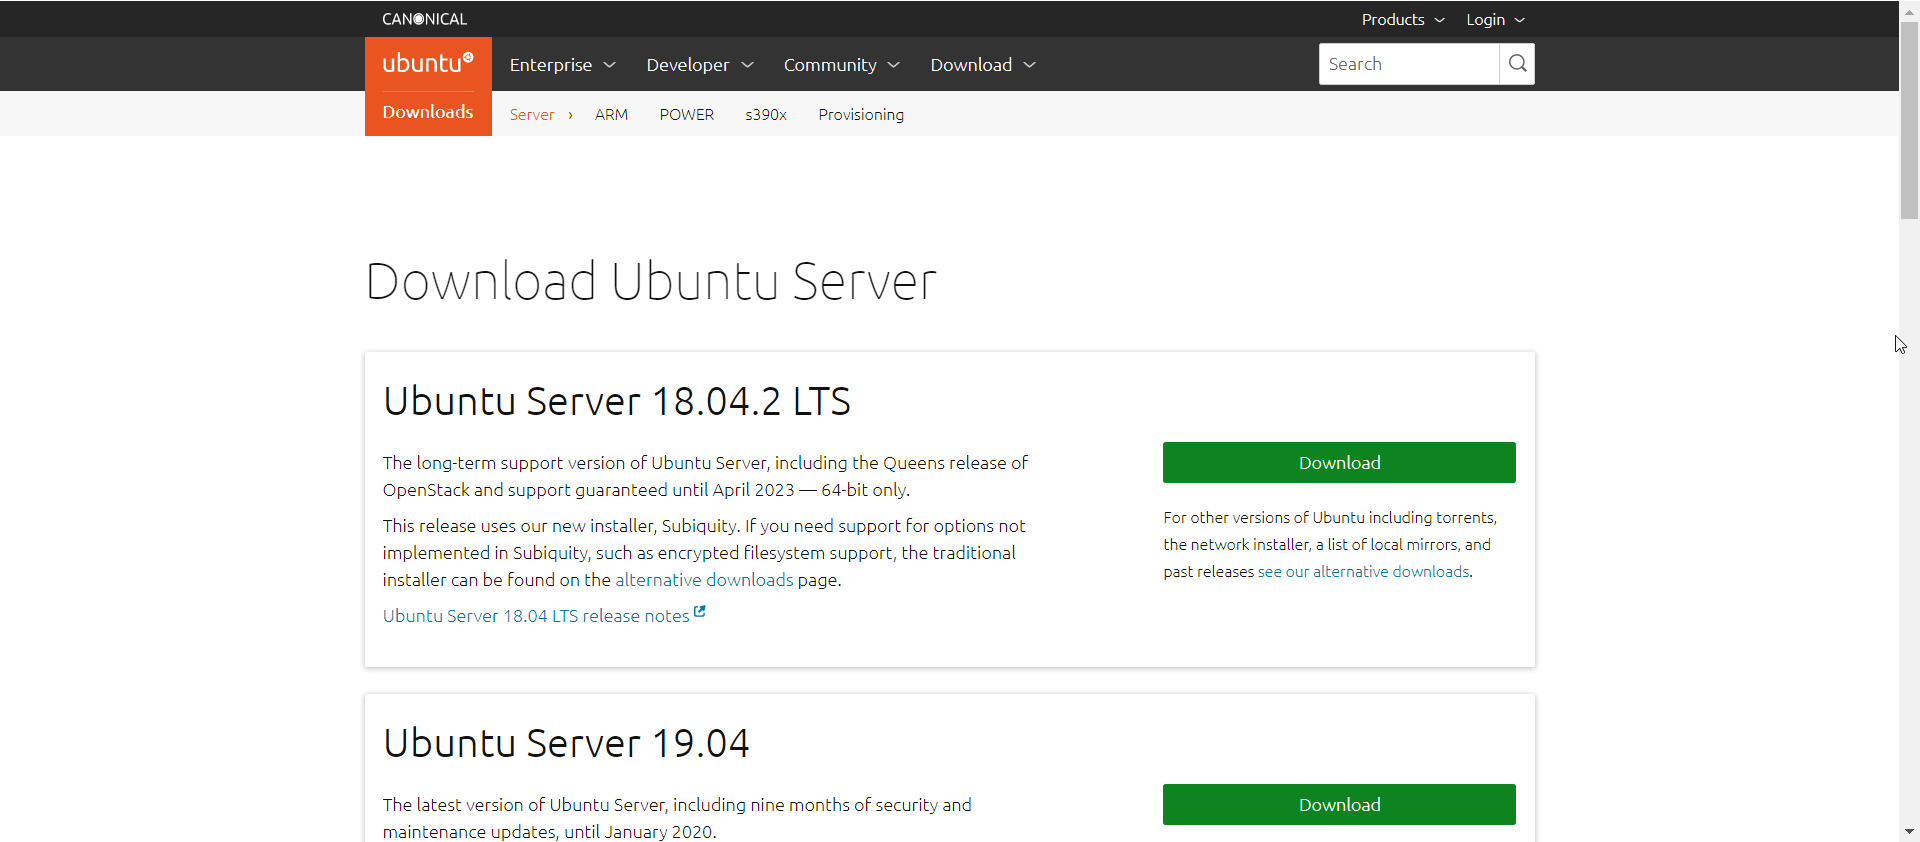 CANONICAL
Products Login
ubuntu Enterprise Developer Community Download Search
Downloads Server › ARM POWER s390x Provisioning
Download Ubuntu Server
Ubuntu Server 18.04.2 LTS
The long-term support version of Ubuntu Server, including the Queens release of
OpenStack and support guaranteed until April 2023 — 64-bit only.
This release uses our new installer, Subiquity. If you need support for options not
implemented in Subiquity, such as encrypted filesystem support, the traditional
installer can be found on the alternative downloads page.
Ubuntu Server 18.04 LTS release notes
Download
For other versions of Ubuntu including torrents,
the network installer, a list of local mirrors, and
past releases see our alternative downloads.
Ubuntu Server 19.04
The latest version of Ubuntu Server, including nine months of security and
maintenance updates, until January 2020.
Download